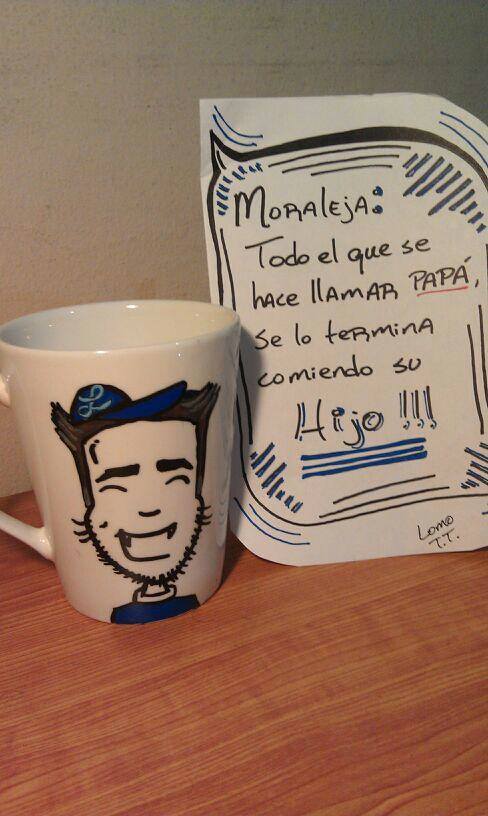 MORALEJA:
Todo el que se
hace llAMAR PAPÁ,
se lo teRmiNA
comiendo su
Hijo !!!
Lomo
T.T.
L